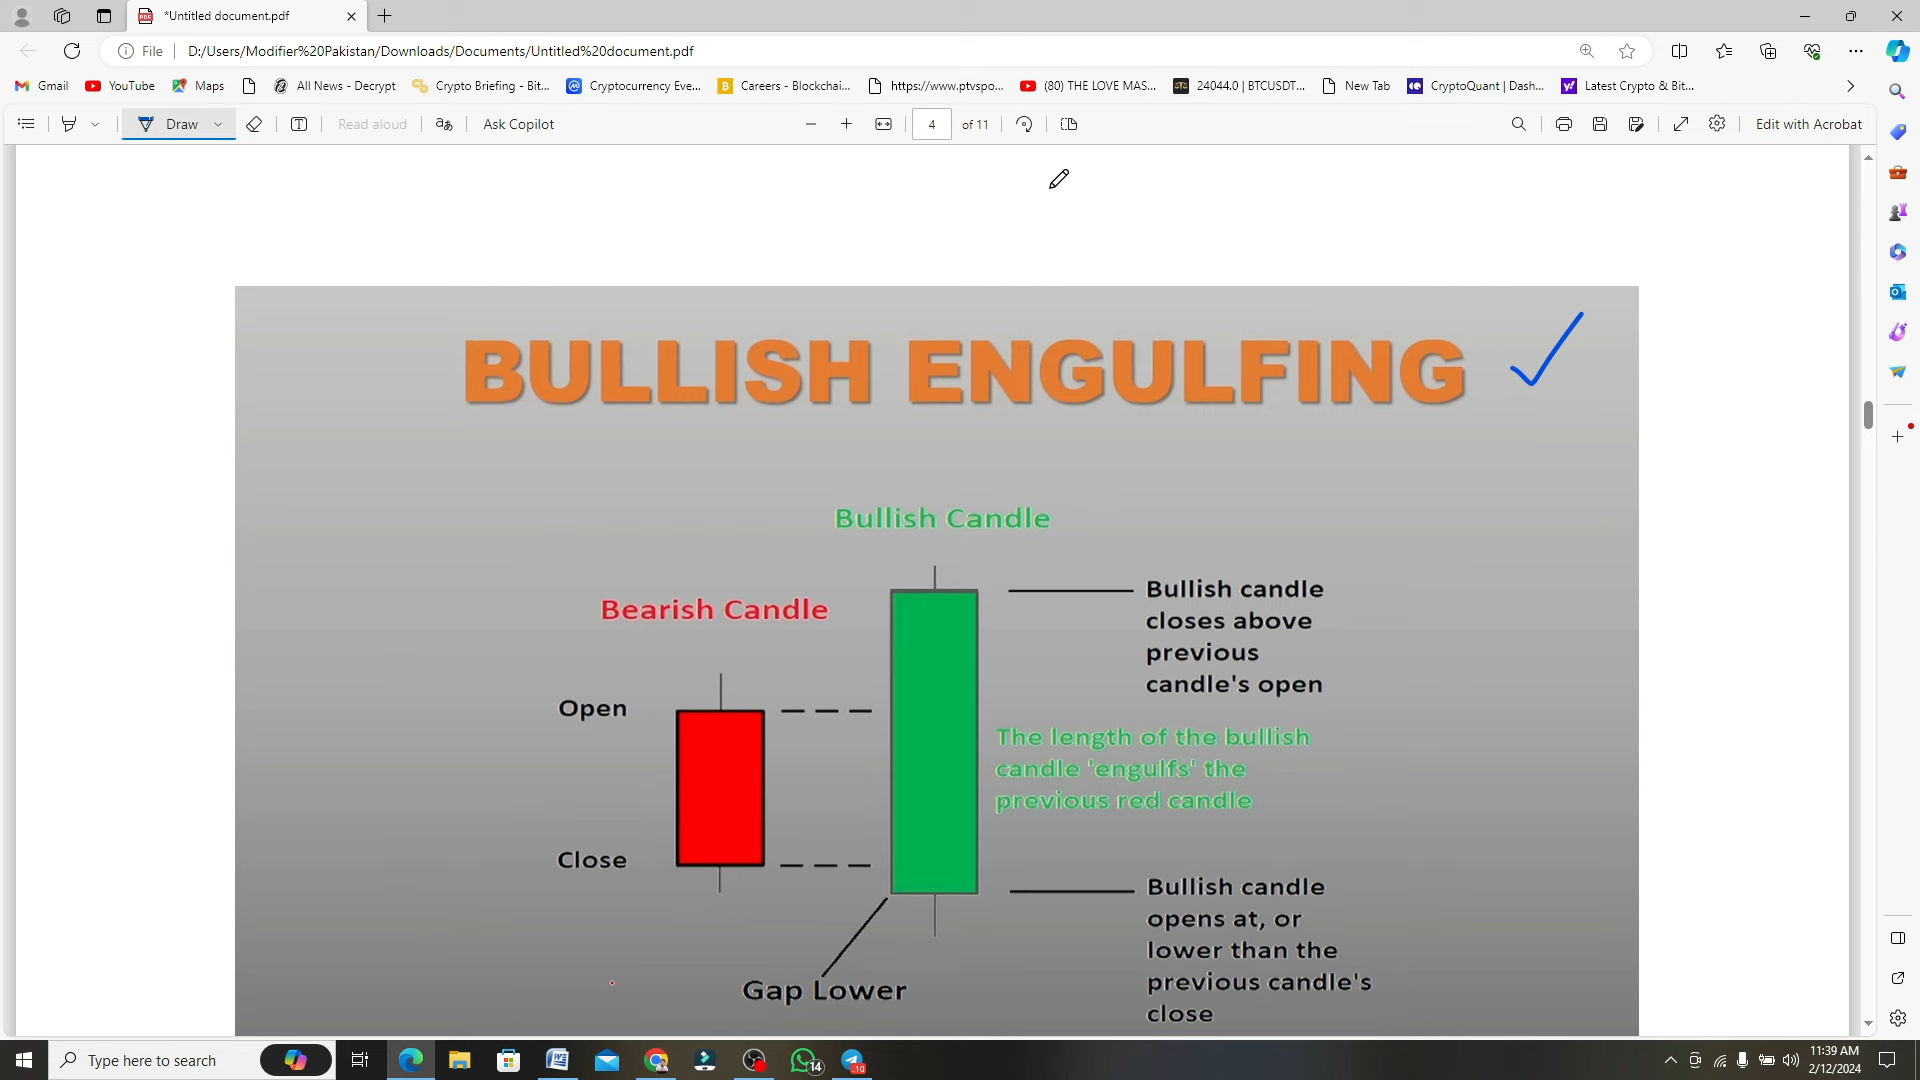 *Untitled document.pdf
File
D:/Users/Modifier%20Pakistan/Downloads/Documents/Untitled%20document.pdf
Gmail YouTube Maps All News - Decrypt Crypto Briefing - Bit... Cryptocurrency Eve... Careers - Blockchai... https://www.ptvspo... (80) THE LOVE MAS... 24044.0 | BTCUSDT... New Tab CryptoQuant | Dash... Latest Crypto & Bit...
Draw Read aloud Ask Copilot 4 of 11 Edit with Acrobat
BULLISH ENGULFING
Bullish Candle
Bearish Candle
Open
Close
Gap Lower
Bullish candle
closes above
previous
candle's open
The length of the bullish
candle 'engulfs' the
previous red candle
Bullish candle
opens at, or
lower than the
previous candle's
close
Type here to search
14
.10
11:39 AM
2/12/2024